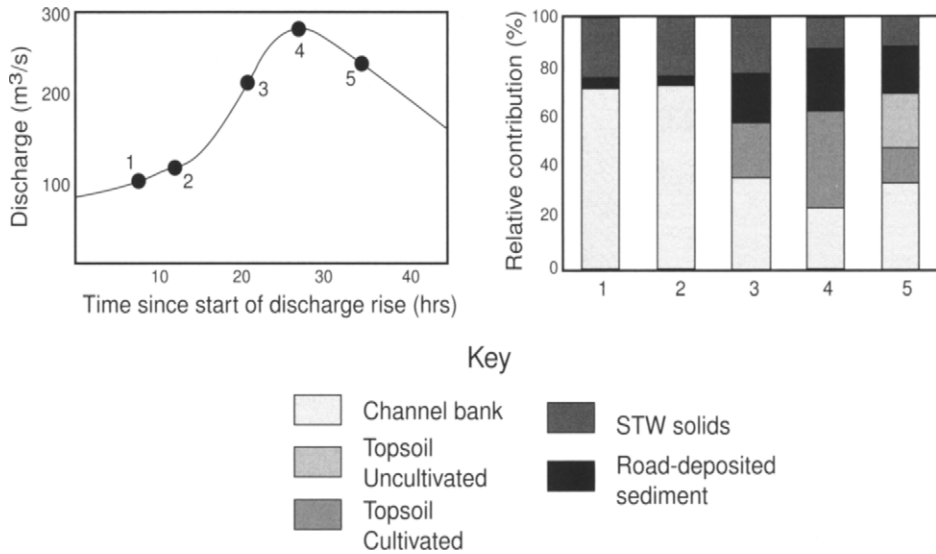 300
200
100
Discharge (m³/s)
1
2
3
4
5
10 20 30 40
Time since start of discharge rise (hrs)
100
80
60
40
20
0
Relative contribution (%)
1 2 3 4 5
Key
Channel bank
Topsoil
Uncultivated
Topsoil
Cultivated
STW solids
Road-deposited
sediment